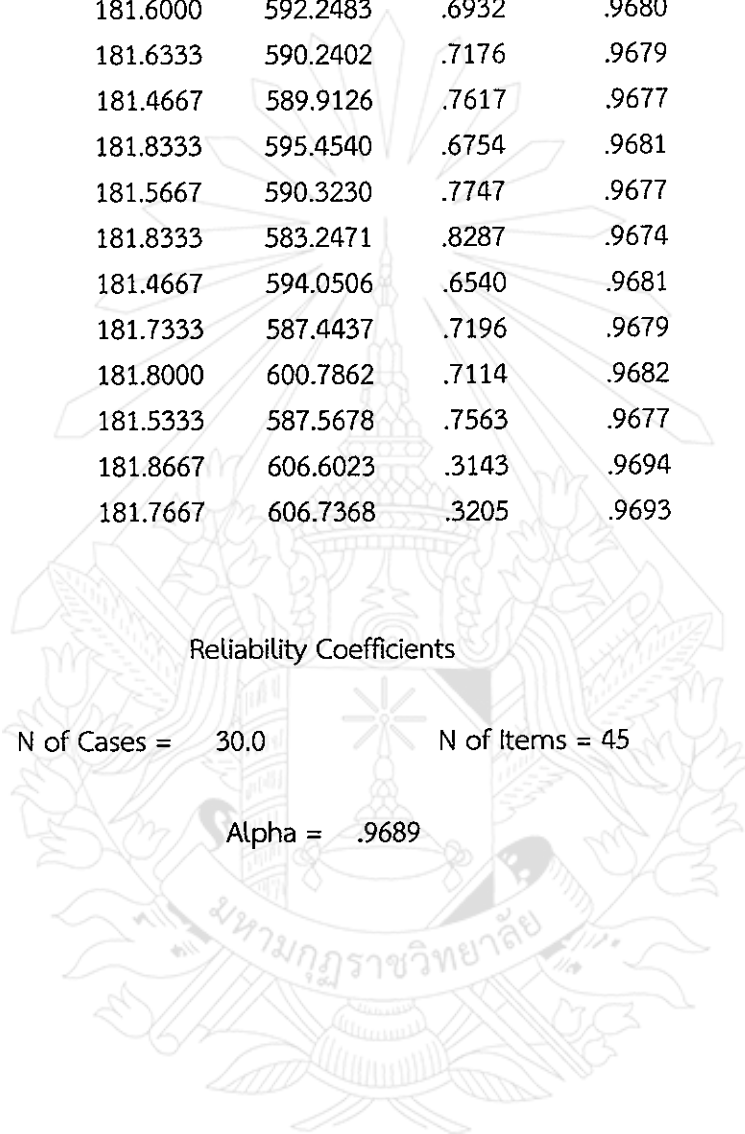 181.6000 592.2483 .6932 .9680
181.6333 590.2402 .7176 .9679
181.4667 589.9126 .7617 .9677
181.8333 595.4540 .6754 .9681
181.5667 590.3230 .7747 .9677
181.8333 583.2471 .8287 .9674
181.4667 594.0506 .6540 .9681
181.7333 587.4437 .7196 .9679
181.8000 600.7862 .7114 .9682
181.5333 587.5678 .7563 .9677
181.8667 606.6023 .3143 .9694
181.7667 606.7368 .3205 .9693
Reliability Coefficients
N of Cases = 30.0 N of Items = 45
Alpha = .9689
มหามกุฏราชวิทยาลัย